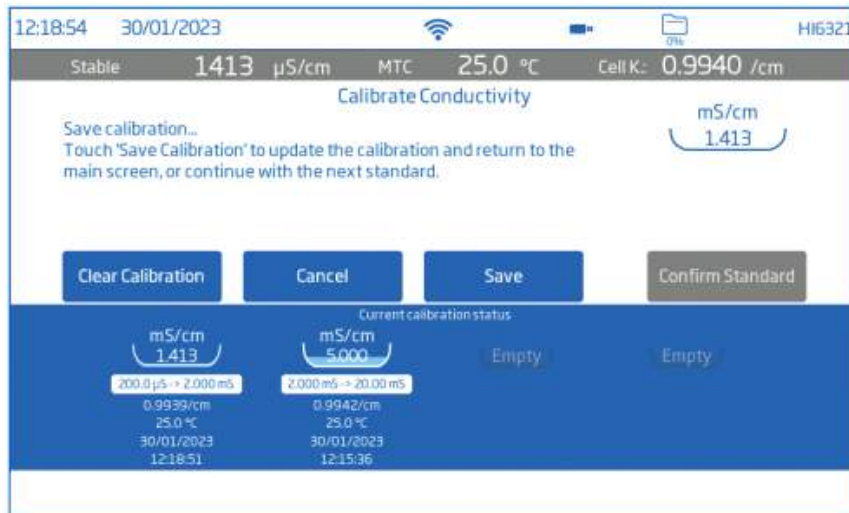 12:18:54 30/01/2023 0% HI6321
Stable 1413 µS/cm MTC 25.0 °C Cell K.: 0.9940 /cm
Calibrate Conductivity
mS/cm
1.413
Save calibration...
Touch 'Save Calibration' to update the calibration and return to the
main screen, or continue with the next standard.
Clear Calibration Cancel Save Confirm Standard
Current calibration status
mS/cm mS/cm
1.413 5.000 Empty Empty
200.0 µS -> 2.000 mS 2.000 mS -> 20.00 mS
0.9939/cm 0.9942/cm
25.0 °C 25.0 °C
30/01/2023 30/01/2023
12:18:51 12:15:36